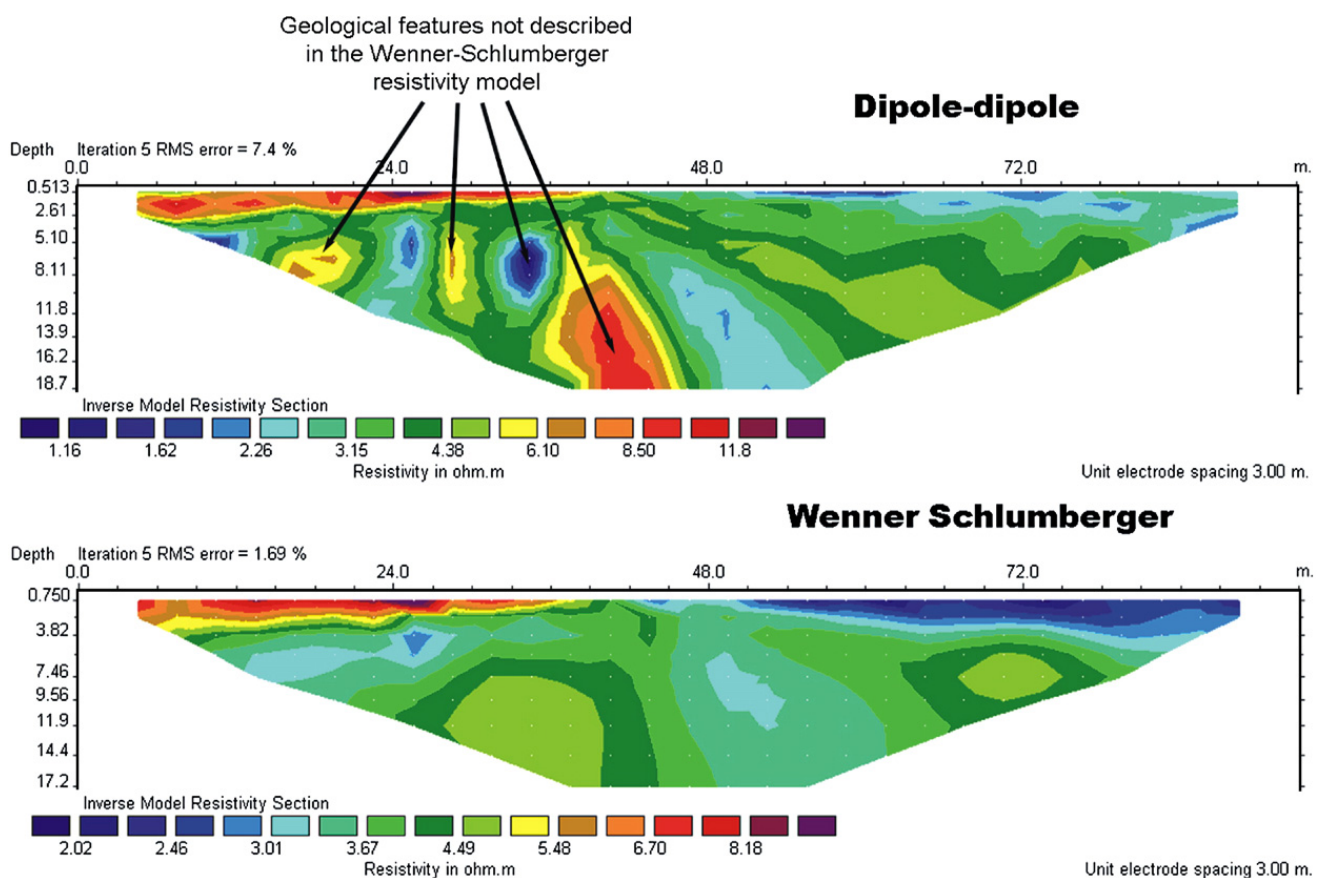 Geological features not described
in the Wenner-Schlumberger
resistivity model
Dipole-dipole
Depth Iteration 5 RMS error = 7.4 %
0.0 24.0 48.0 72.0 m.
0.513
2.61
5.10
8.11
11.8
13.9
16.2
18.7
Inverse Model Resistivity Section
1.16 1.62 2.26 3.15 4.38 6.10 8.50 11.8
Resistivity in ohm.m
Unit electrode spacing 3.00 m.
Wenner Schlumberger
Depth Iteration 5 RMS error = 1.69 %
0.0 24.0 48.0 72.0 m.
0.750
3.82
7.46
9.56
11.9
14.4
17.2
Inverse Model Resistivity Section
2.02 2.46 3.01 3.67 4.49 5.48 6.70 8.18
Resistivity in ohm.m
Unit electrode spacing 3.00 m.